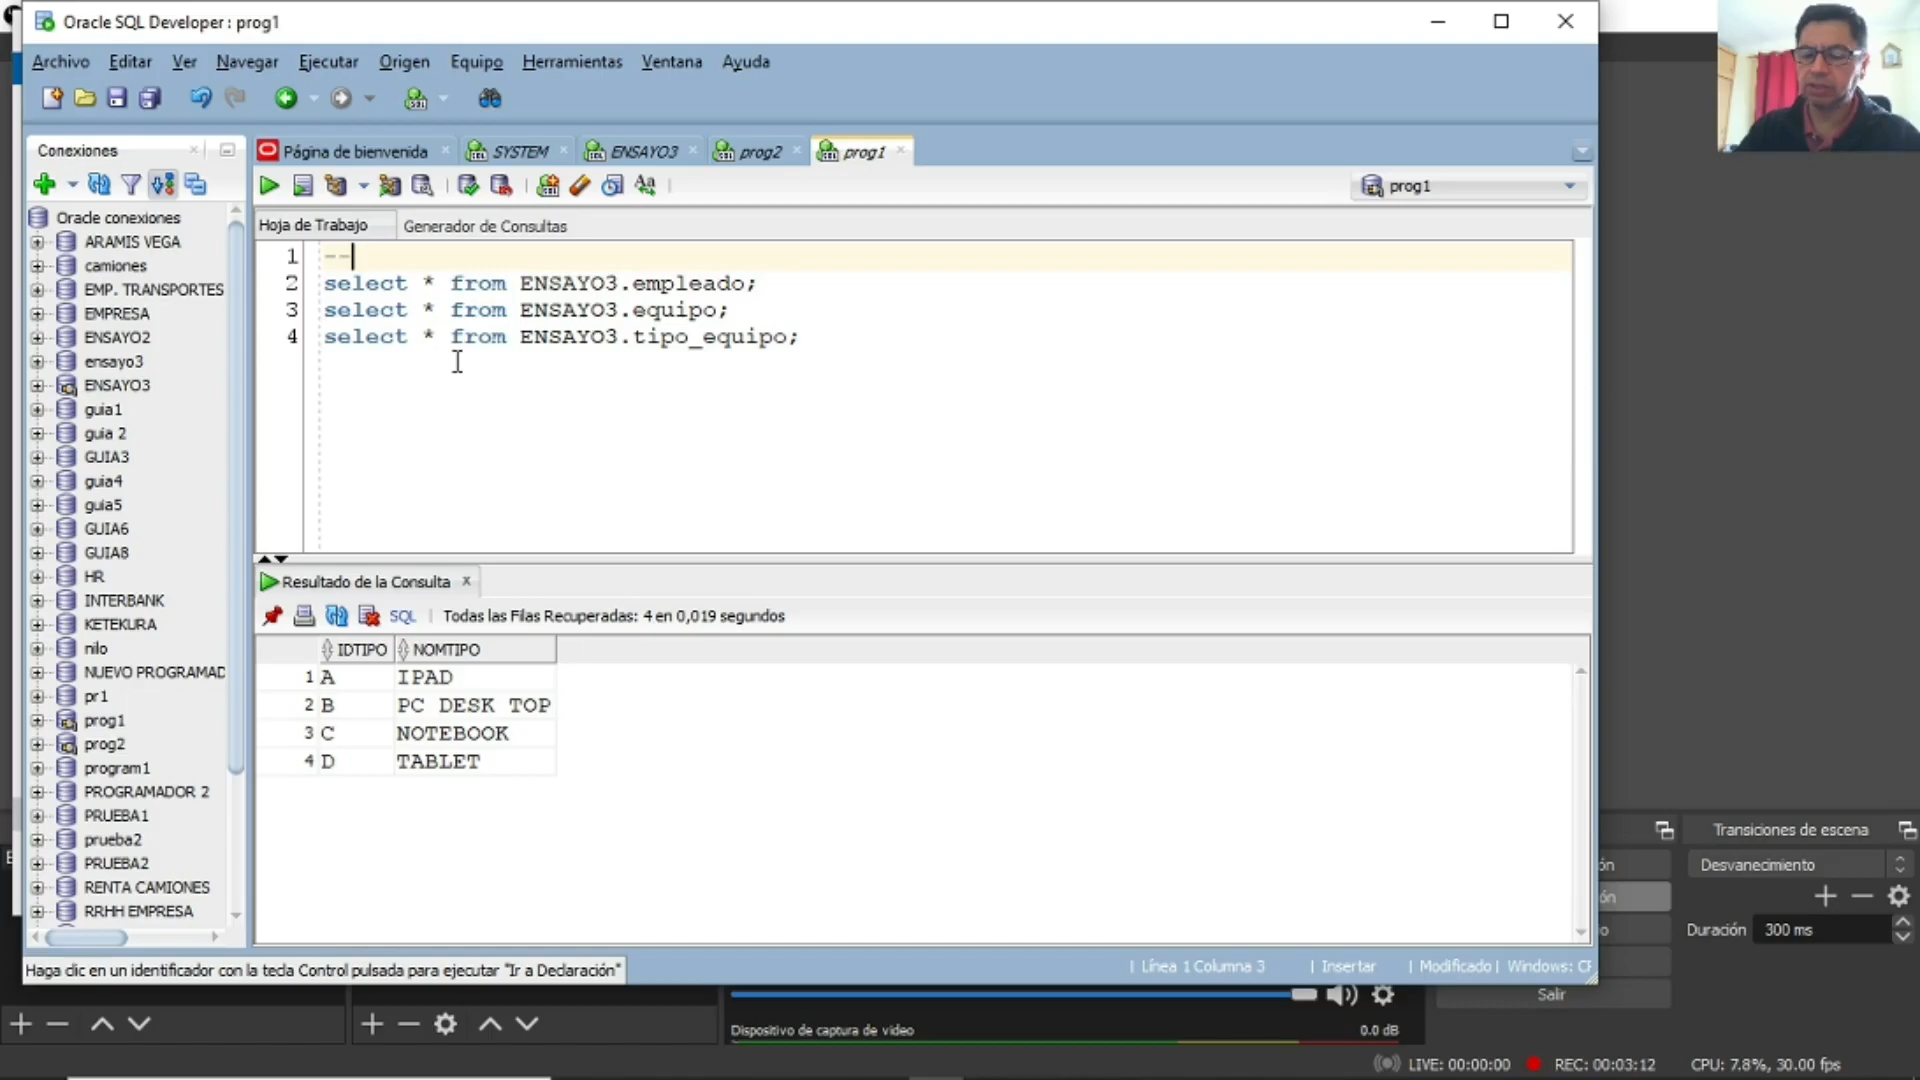 Oracle SQL Developer : prog1
Archivo Editar Ver Navegar Ejecutar Origen Equipo Herramientas Ventana Ayuda
Conexiones
Página de bienvenida SYSTEM ENSAYO3 prog2 prog1
prog1
Hoja de Trabajo Generador de Consultas
1 --
2 select * from ENSAYO3.empleado;
3 select * from ENSAYO3.equipo;
4 select * from ENSAYO3.tipo_equipo;
Oracle conexiones
ARAMIS VEGA
camiones
EMP. TRANSPORTES
EMPRESA
ENSAYO2
ensayo3
ENSAYO3
guia1
guia 2
GUIA3
guia4
guia5
GUIA6
GUIA8
HR
INTERBANK
KETEKURA
nilo
NUEVO PROGRAMAD
pr1
prog1
prog2
program1
PROGRAMADOR 2
PRUEBA1
prueba2
PRUEBA2
RENTA CAMIONES
RRHH EMPRESA
Resultado de la Consulta
SQL Todas las Filas Recuperadas: 4 en 0,019 segundos
IDTIPO NOMTIPO
1 A IPAD
2 B PC DESK TOP
3 C NOTEBOOK
4 D TABLET
Haga clic en un identificador con la tecla Control pulsada para ejecutar "Ir a Declaración"
Línea 1 Columna 3 Insertar Modificado Windows: CR
Transiciones de escena
Desvanecimiento
Duración 300 ms
Salir
Dispositivo de captura de video 0.0 dB
LIVE: 00:00:00 REC: 00:03:12 CPU: 7.8%, 30.00 fps